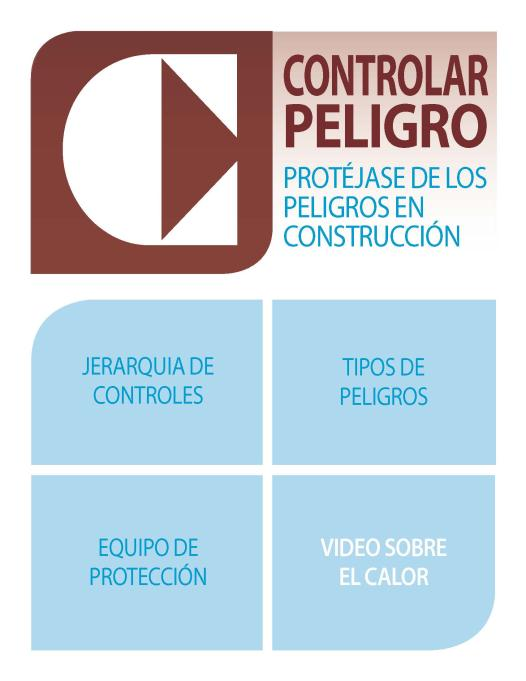 CONTROLAR
PELIGRO
PROTÉJASE DE LOS
PELIGROS EN
CONSTRUCCIÓN
JERARQUIA DE
CONTROLES
TIPOS DE
PELIGROS
EQUIPO DE
PROTECCIÓN
VIDEO SOBRE
EL CALOR